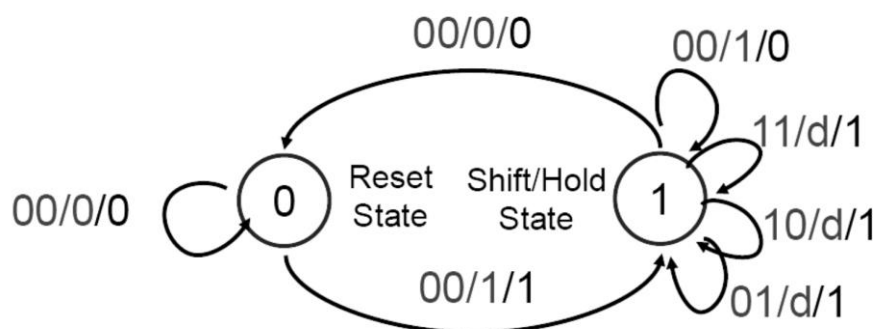 00/0/0
00/1/0
11/d/1
Reset
State
Shift/Hold
State
0
1
00/0/0
10/d/1
00/1/1
01/d/1